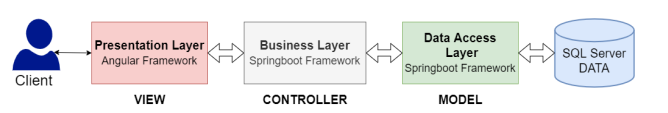 Client
Presentation Layer
Angular Framework
VIEW
Business Layer
Springboot Framework
CONTROLLER
Data Access
Layer
Springboot Framework
MODEL
SQL Server
DATA